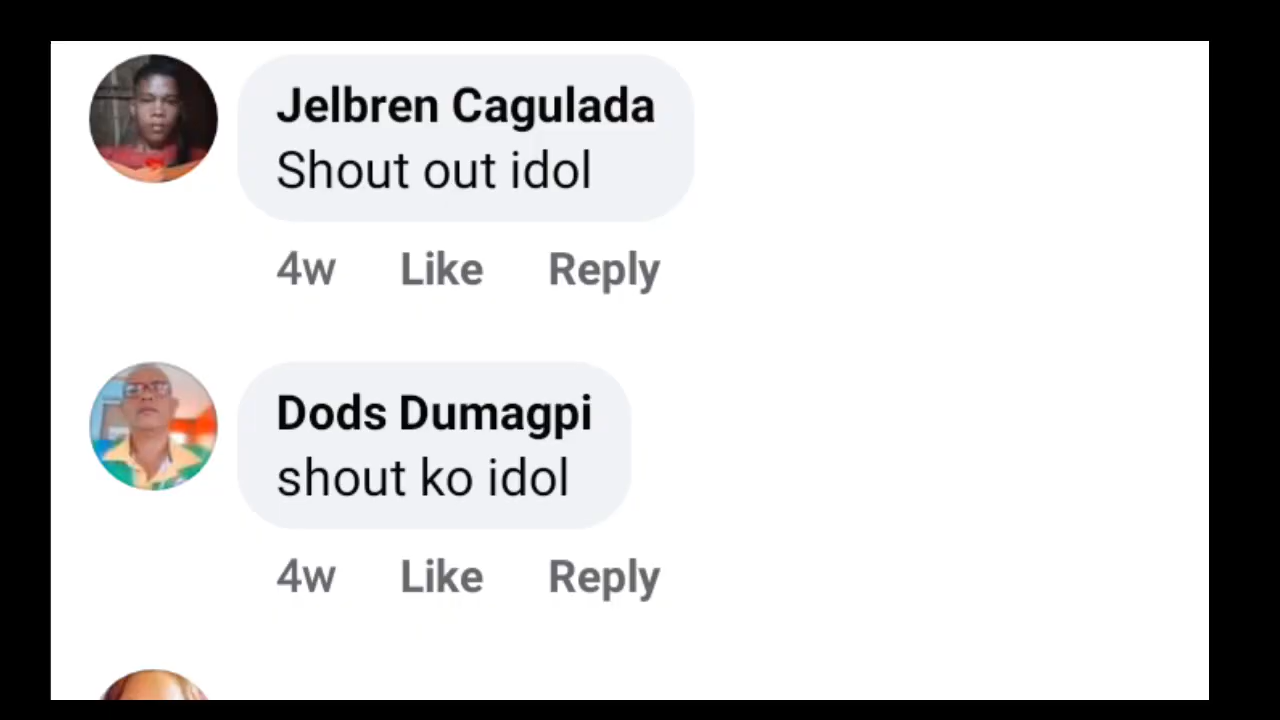 Jelbren Cagulada
Shout out idol
4w Like Reply
Dods Dumagpi
shout ko idol
4w Like Reply